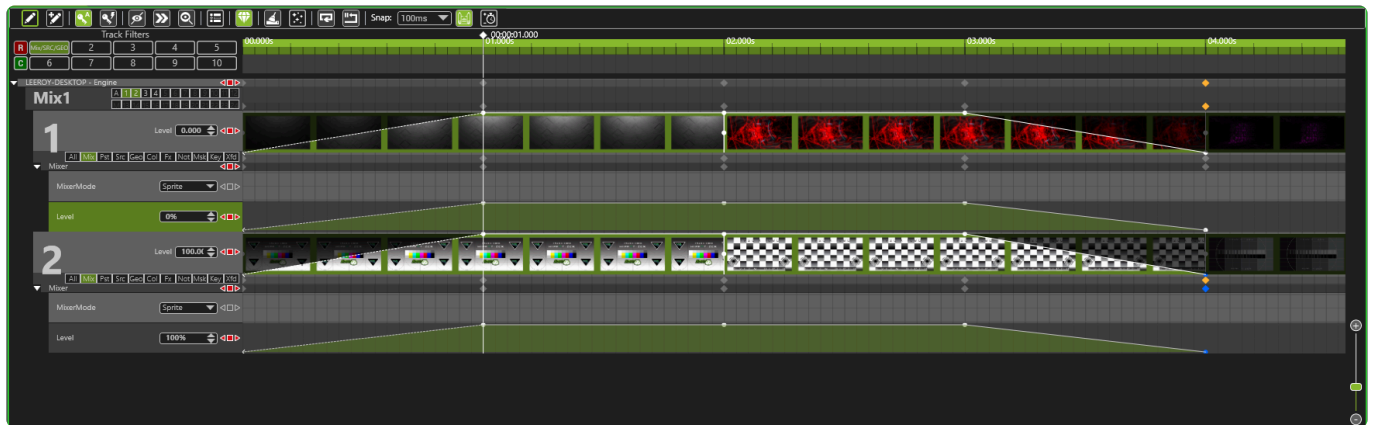 Snap: 100ms
Track Filters
00:00:01.000
R Mix/SRC/GEO 2 3 4 5
C 6 7 8 9 10
00.000s 01.000s 02.000s 03.000s 04.000s
LEEROY-DESKTOP - Engine
Mix1
A 1 2 3 4
1
Level 0.000
All Mix Pst Src Geo Col Fx Not Msk Key Xfd
Mixer
MixerMode Sprite
Level 0%
2
Level 100.00
All Mix Pst Src Geo Col Fx Not Msk Key Xfd
Mixer
MixerMode Sprite
Level 100%